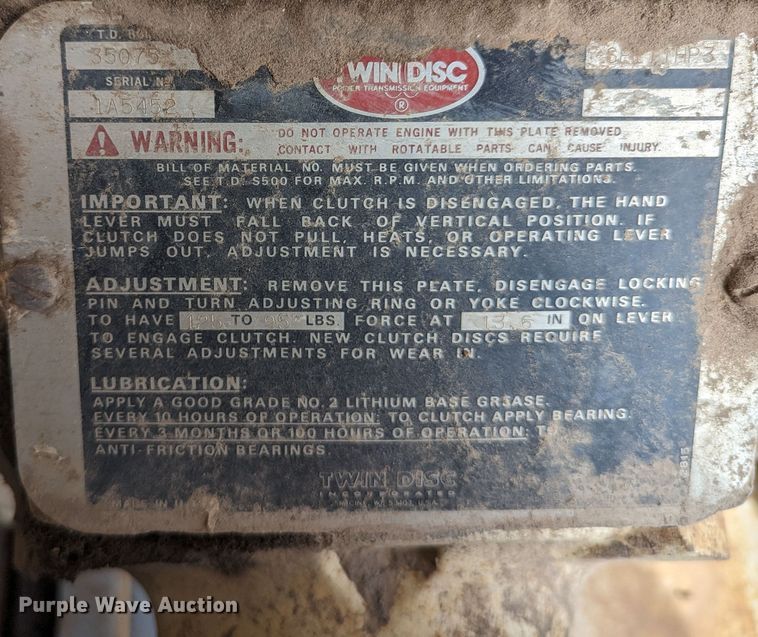 T.D.
TWIN DISC
POWER TRANSMISSION EQUIPMENT
®
SERIAL NO.
1A5452
WARNING: DO NOT OPERATE ENGINE WITH THIS PLATE REMOVED
CONTACT WITH ROTATABLE PARTS CAN CAUSE INJURY.
BILL OF MATERIAL NO. MUST BE GIVEN WHEN ORDERING PARTS.
SEE T.D. S500 FOR MAX. R.P.M. AND OTHER LIMITATIONS.
IMPORTANT: WHEN CLUTCH IS DISENGAGED, THE HAND
LEVER MUST FALL BACK OF VERTICAL POSITION. IF
CLUTCH DOES NOT PULL, HEATS, OR OPERATING LEVER
JUMPS OUT, ADJUSTMENT IS NECESSARY.
ADJUSTMENT: REMOVE THIS PLATE, DISENGAGE LOCKING
PIN AND TURN ADJUSTING RING OR YOKE CLOCKWISE.
TO HAVE TO LBS. FORCE AT 13.6 IN ON LEVER
TO ENGAGE CLUTCH. NEW CLUTCH DISCS REQUIRE
SEVERAL ADJUSTMENTS FOR WEAR IN.
LUBRICATION:
APPLY A GOOD GRADE NO. 2 LITHIUM BASE GREASE.
EVERY 10 HOURS OF OPERATION: TO CLUTCH APPLY BEARING.
EVERY 3 MONTHS OR 100 HOURS OF OPERATION:
ANTI-FRICTION BEARINGS.
TWIN DISC
INCORPORATED
MADE IN
Purple Wave Auction